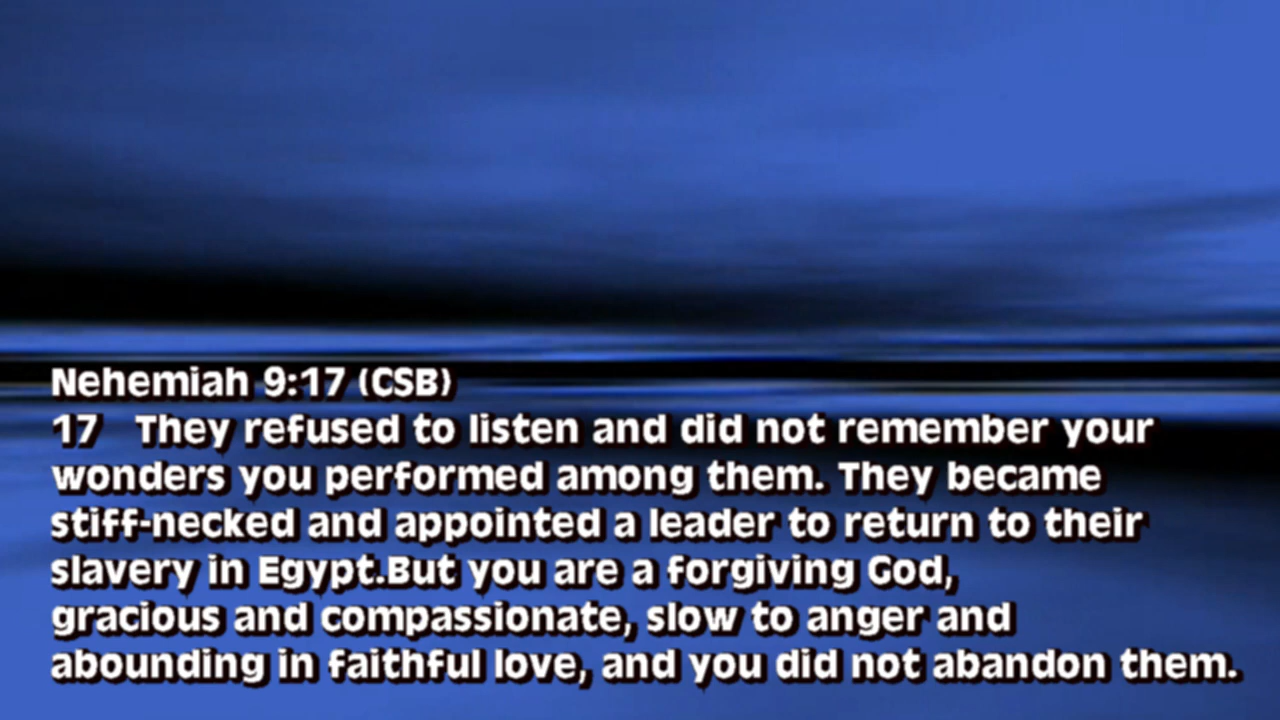 Nehemiah 9:17 (CSB)
17 They refused to listen and did not remember your
wonders you performed among them. They became
stiff-necked and appointed a leader to return to their
slavery in Egypt.But you are a forgiving God,
gracious and compassionate, slow to anger and
abounding in faithful love, and you did not abandon them.